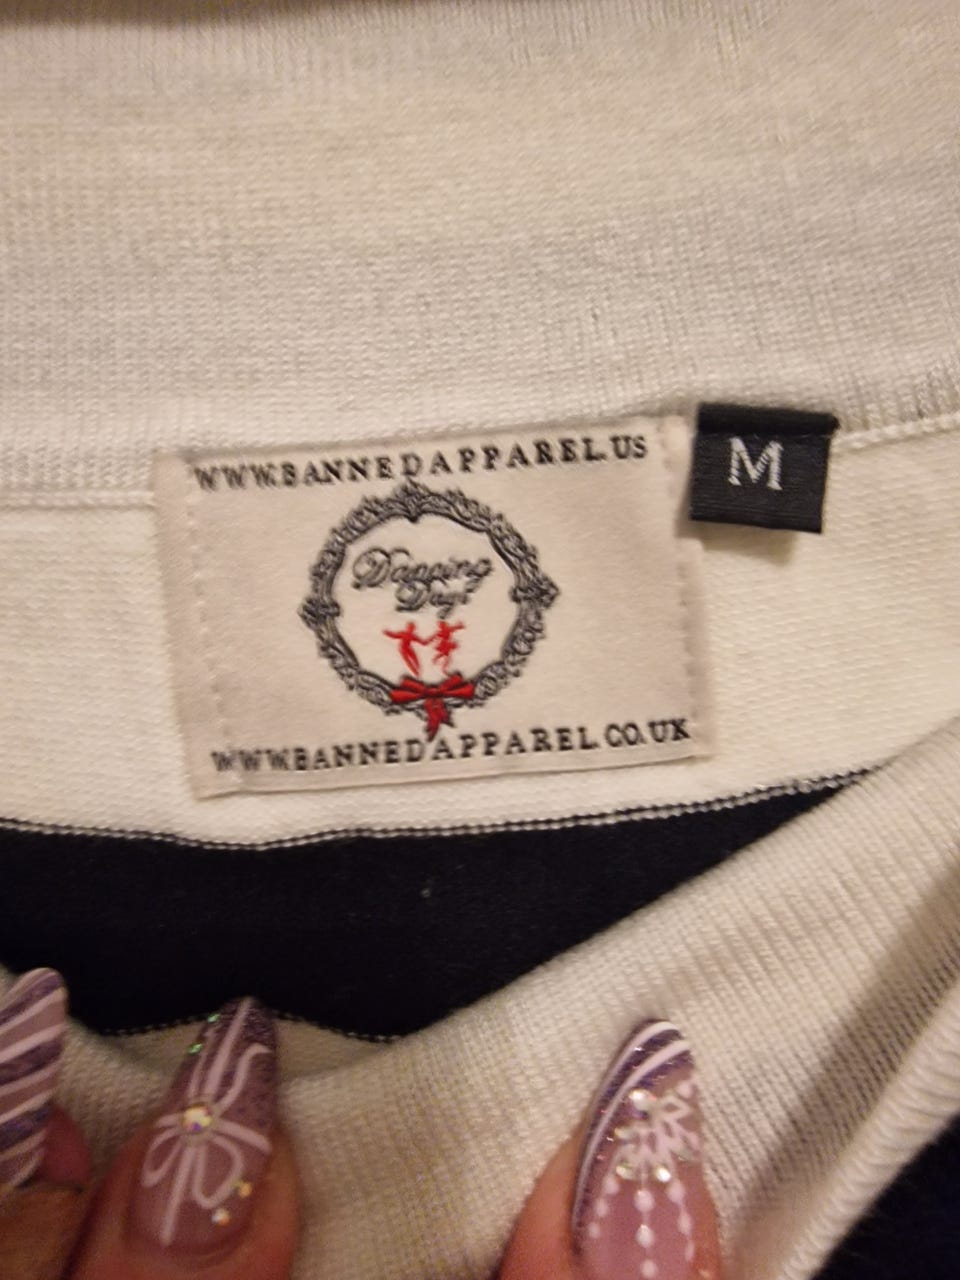 WWW.BANNEDAPPAREL.US
M
Dancing
Days
WWW.BANNEDAPPAREL.CO.UK